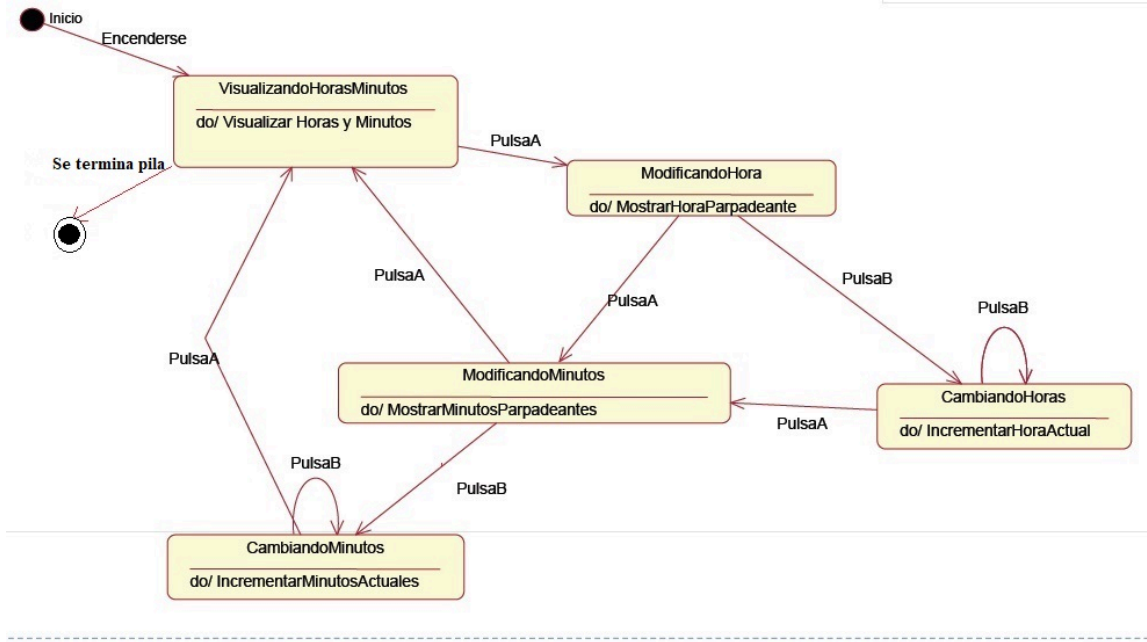 Inicio
Encenderse
VisualizandoHorasMinutos
do/ Visualizar Horas y Minutos
PulsaA
Se termina pila
ModificandoHora
do/ MostrarHoraParpadeante
PulsaA
PulsaA
PulsaB
PulsaB
PulsaA
ModificandoMinutos
do/ MostrarMinutosParpadeantes
CambiandoHoras
do/ IncrementarHoraActual
PulsaA
PulsaB
PulsaB
CambiandoMinutos
do/ IncrementarMinutosActuales